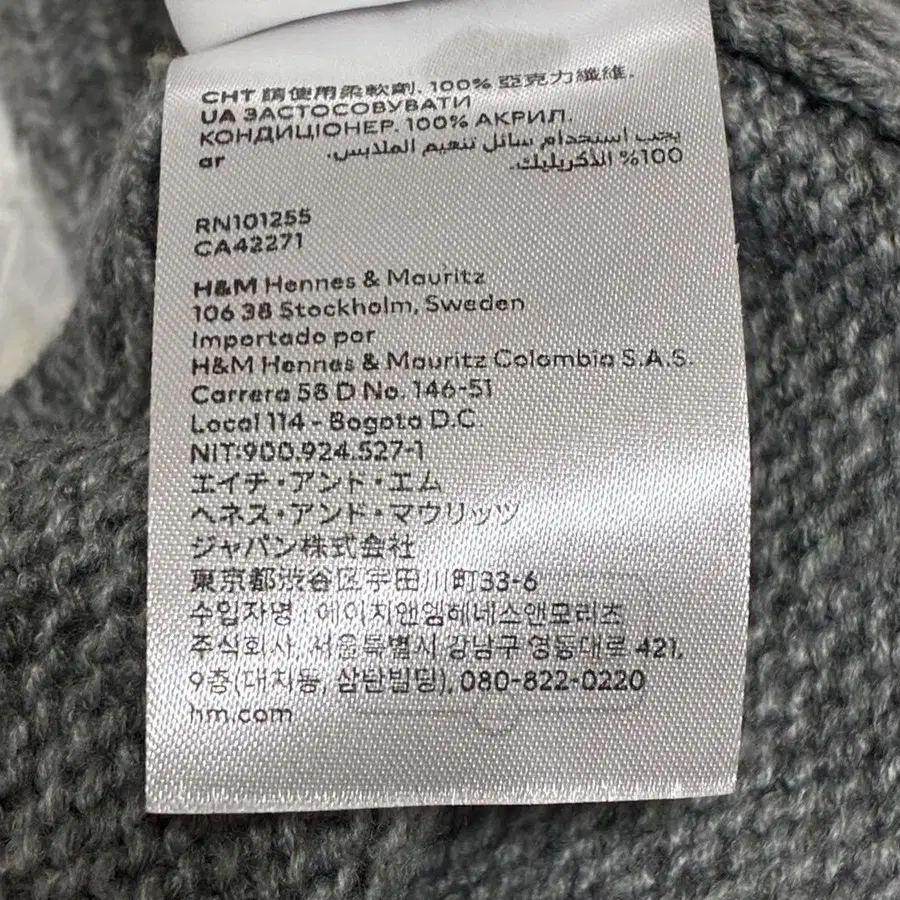 CHT 請使用柔軟劑. 100% 亞克力纖維.
UA ЗАСТОСОВУВАТИ
КОНДИЦІОНЕР. 100% АКРИЛ.
ar يجب استخدام سائل تنعيم الملابس.
100% الأكريليك.
RN101255
CA42271
H&M Hennes & Mauritz
106 38 Stockholm, Sweden
Importado por
H&M Hennes & Mauritz Colombia S.A.S.
Carrera 58 D No. 146-51
Local 114 - Bogota D.C.
NIT:900.924.527-1
エイチ・アンド・エム
ヘネス・アンド・マウリッツ
ジャパン株式会社
東京都渋谷区宇田川町33-6
수입자명 : 에이치앤엠헤네스앤모리츠
주식회사, 서울특별시 강남구 영동대로 421,
9층(대치동, 삼탄빌딩), 080-822-0220
hm.com